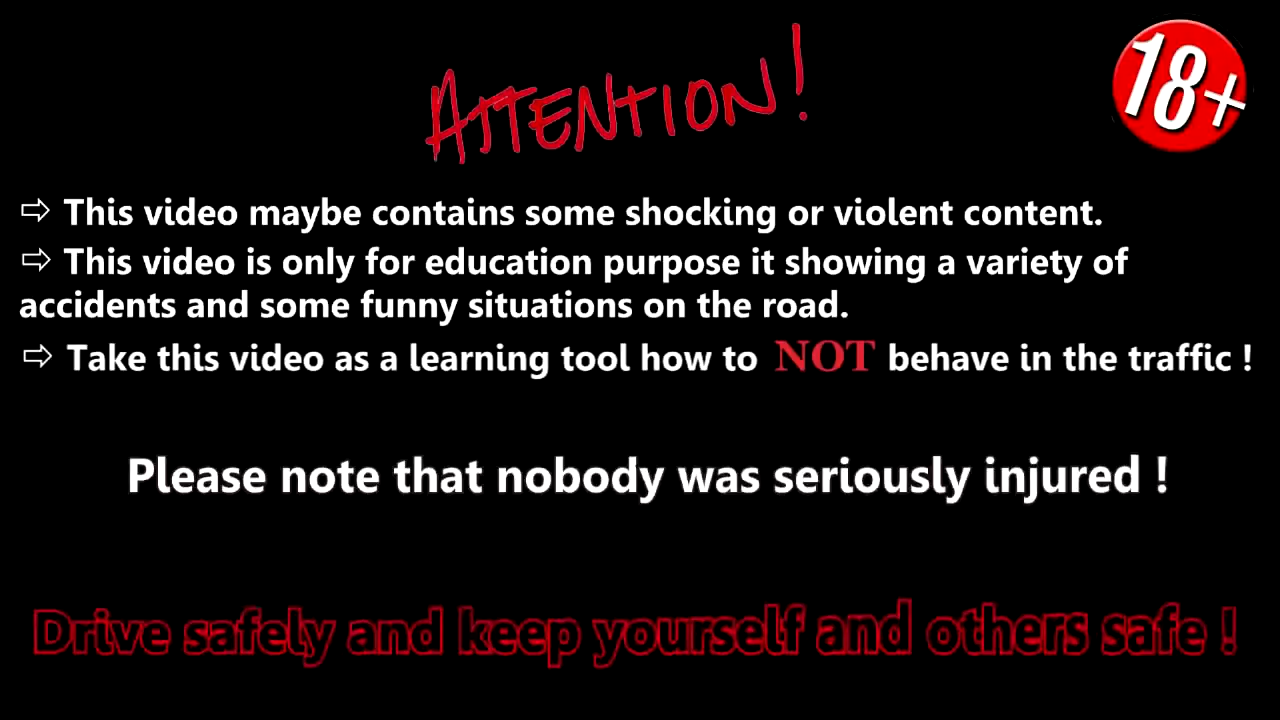 ATTENTION!
18+
⇨ This video maybe contains some shocking or violent content.
⇨ This video is only for education purpose it showing a variety of
accidents and some funny situations on the road.
⇨ Take this video as a learning tool how to NOT behave in the traffic !
Please note that nobody was seriously injured !
Drive safely and keep yourself and others safe !